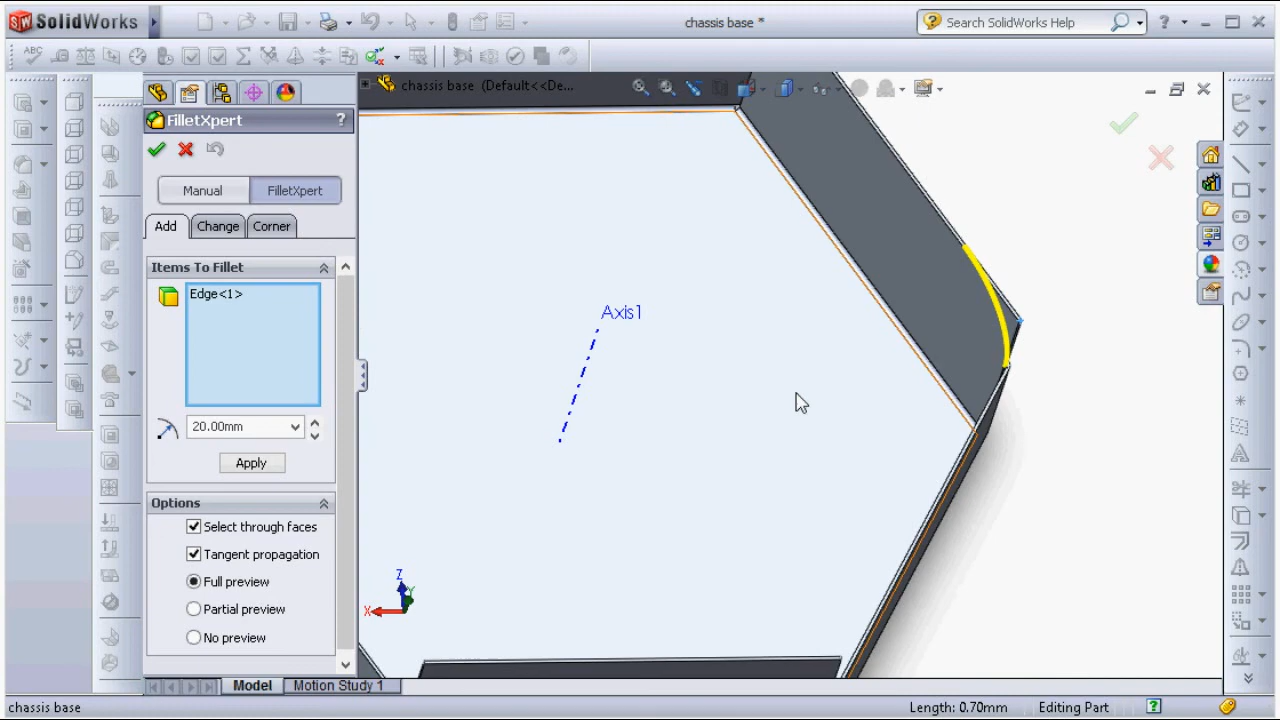 SOLIDWORKS
chassis base *
Search SolidWorks Help
?
ABC
chassis base (Default<<De...
FilletXpert
?
Manual
FilletXpert
Add
Change
Corner
Items To Fillet
Edge<1>
20.00mm
Apply
Options
Select through faces
Tangent propagation
Full preview
Partial preview
No preview
Axis1
Z
Y
X
Model
Motion Study 1
chassis base
Length: 0.70mm
Editing Part
?